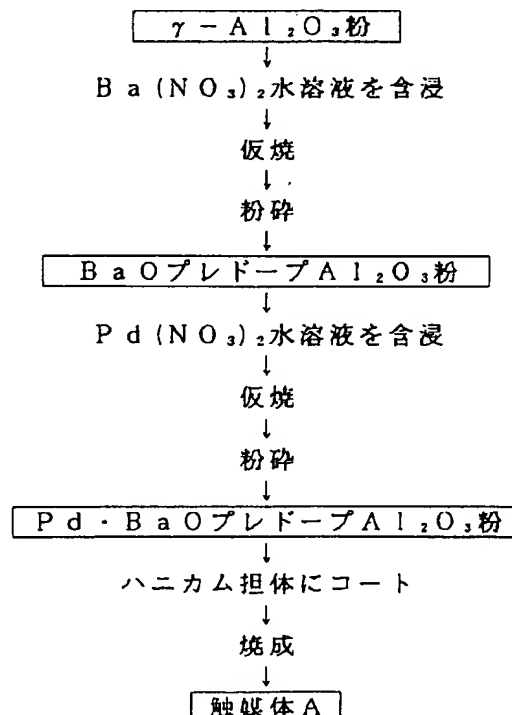 γ－Ａｌ₂Ｏ₃粉
↓
Ｂａ(ＮＯ₃)₂水溶液を含浸
↓
仮焼
↓
粉砕
↓
ＢａＯプレドープＡｌ₂Ｏ₃粉
↓
Ｐｄ(ＮＯ₃)₂水溶液を含浸
↓
仮焼
↓
粉砕
↓
Ｐｄ・ＢａＯプレドープＡｌ₂Ｏ₃粉
↓
ハニカム担体にコート
↓
焼成
↓
触媒体Ａ